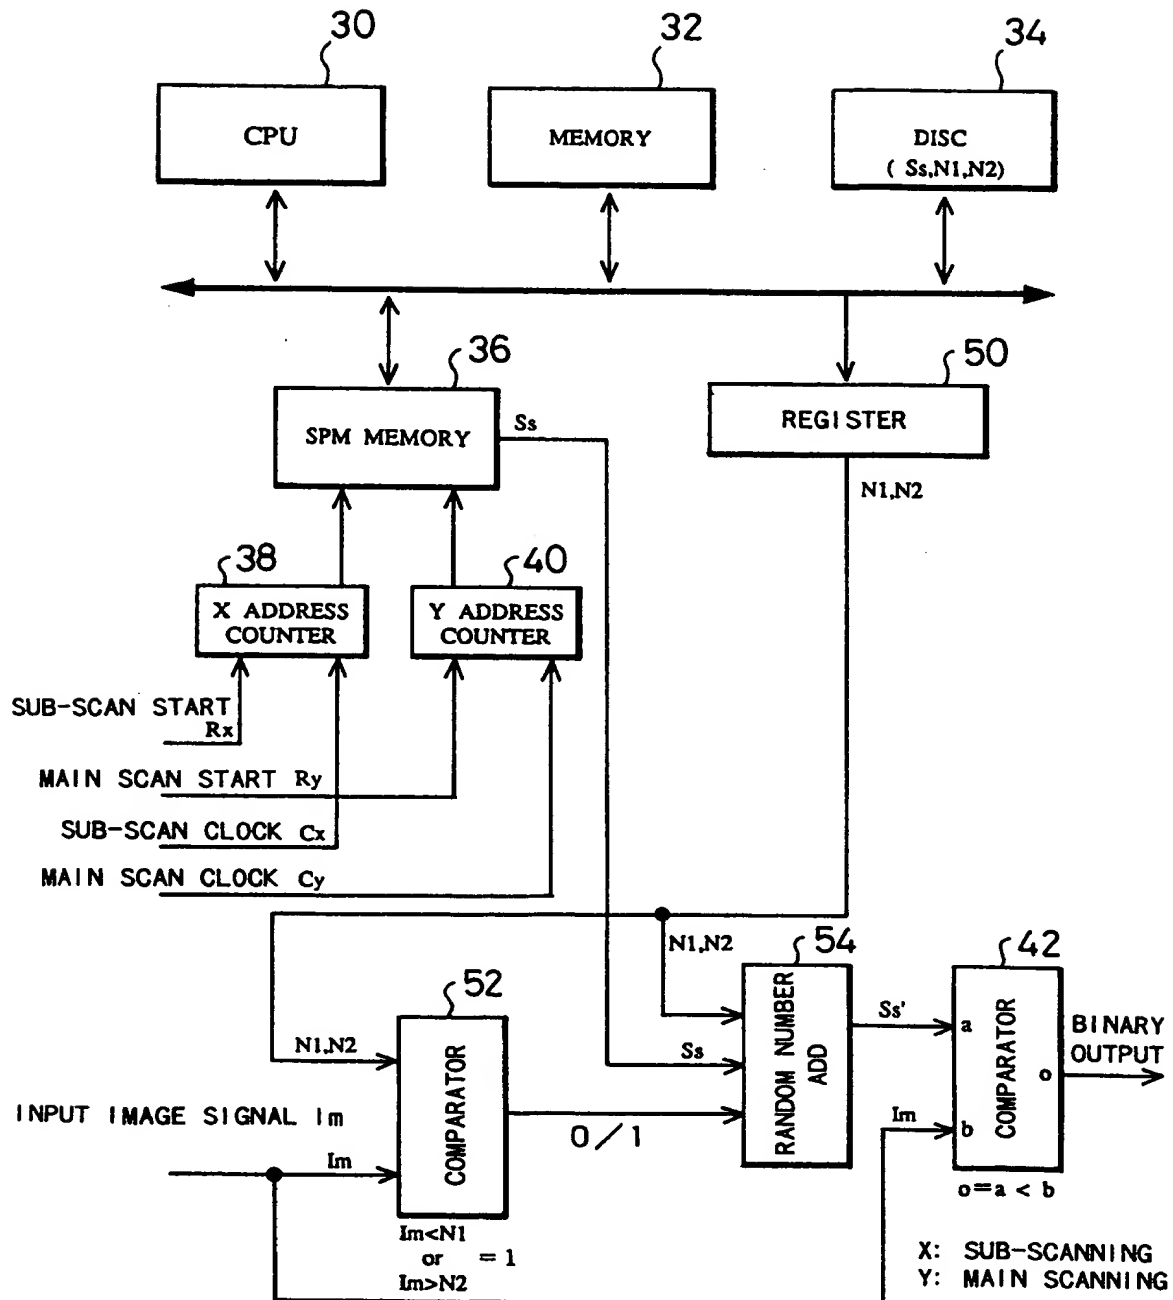 30
32
34
CPU
MEMORY
DISC
( Ss,N1,N2)
36
50
SPM MEMORY
Ss
REGISTER
N1,N2
38
40
X ADDRESS
COUNTER
Y ADDRESS
COUNTER
SUB-SCAN START
Rx
MAIN SCAN START Ry
SUB-SCAN CLOCK Cx
MAIN SCAN CLOCK Cy
N1,N2
54
42
52
RANDOM NUMBER
ADD
Ss'
a
COMPARATOR
BINARY
OUTPUT
N1,N2
Ss
o
COMPARATOR
INPUT IMAGE SIGNAL Im
0/1
Im
b
Im
o=a < b
Im<N1
or = 1
Im>N2
X: SUB-SCANNING
Y: MAIN SCANNING